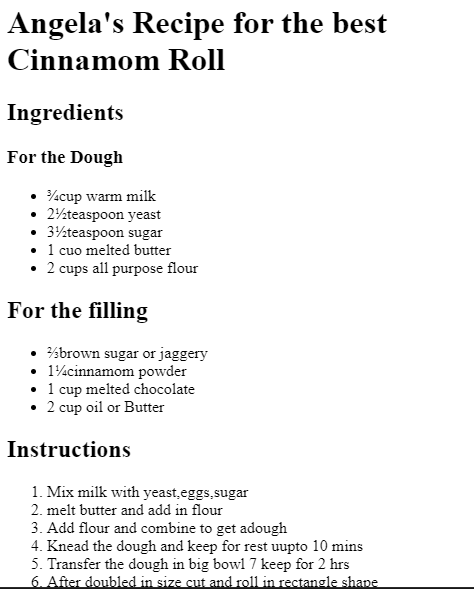 Angela's Recipe for the best
Cinnamom Roll
Ingredients
For the Dough
• ¾cup warm milk
• 2½teaspoon yeast
• 3½teaspoon sugar
• 1 cuo melted butter
• 2 cups all purpose flour
For the filling
• ⅔brown sugar or jaggery
• 1¼cinnamom powder
• 1 cup melted chocolate
• 2 cup oil or Butter
Instructions
1. Mix milk with yeast,eggs,sugar
2. melt butter and add in flour
3. Add flour and combine to get adough
4. Knead the dough and keep for rest uupto 10 mins
5. Transfer the dough in big bowl 7 keep for 2 hrs
6. After doubled in size cut and roll in rectangle shape